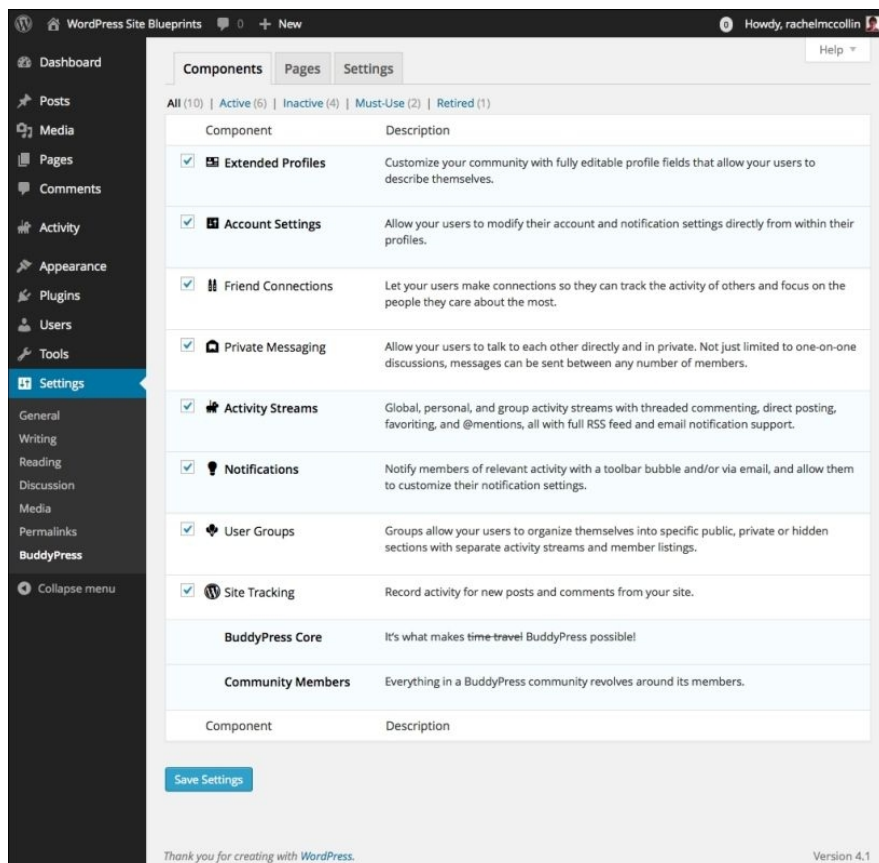 WordPress Site Blueprints 0 + New 0 Howdy, rachelmccollin
Help
Dashboard
Posts
Media
Pages
Comments
Activity
Appearance
Plugins
Users
Tools
Settings
General
Writing
Reading
Discussion
Media
Permalinks
BuddyPress
Collapse menu
Components Pages Settings
All (10) | Active (6) | Inactive (4) | Must-Use (2) | Retired (1)
Component Description
Extended Profiles Customize your community with fully editable profile fields that allow your users to
describe themselves.
Account Settings Allow your users to modify their account and notification settings directly from within their
profiles.
Friend Connections Let your users make connections so they can track the activity of others and focus on the
people they care about the most.
Private Messaging Allow your users to talk to each other directly and in private. Not just limited to one-on-one
discussions, messages can be sent between any number of members.
Activity Streams Global, personal, and group activity streams with threaded commenting, direct posting,
favoriting, and @mentions, all with full RSS feed and email notification support.
Notifications Notify members of relevant activity with a toolbar bubble and/or via email, and allow them
to customize their notification settings.
User Groups Groups allow your users to organize themselves into specific public, private or hidden
sections with separate activity streams and member listings.
Site Tracking Record activity for new posts and comments from your site.
BuddyPress Core It's what makes time travel BuddyPress possible!
Community Members Everything in a BuddyPress community revolves around its members.
Component Description
Save Settings
Thank you for creating with WordPress. Version 4.1